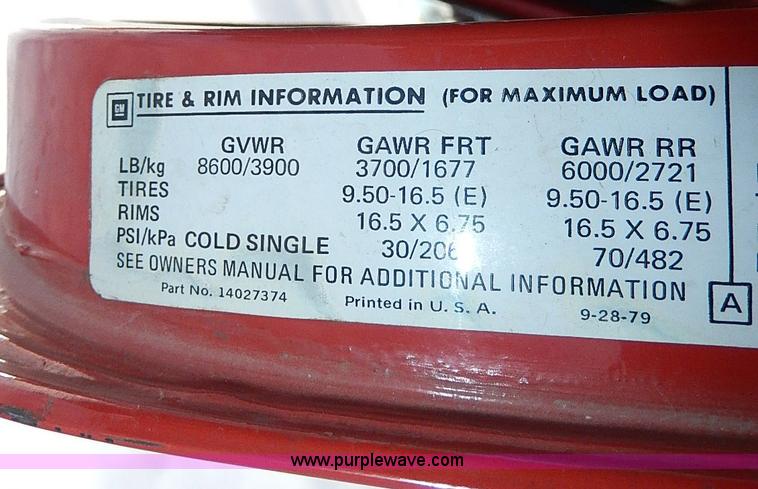 GM TIRE & RIM INFORMATION (FOR MAXIMUM LOAD)
GVWR GAWR FRT GAWR RR
LB/kg 8600/3900 3700/1677 6000/2721
TIRES 9.50-16.5 (E) 9.50-16.5 (E)
RIMS 16.5 X 6.75 16.5 X 6.75
PSI/kPa COLD SINGLE 30/206 70/482
SEE OWNERS MANUAL FOR ADDITIONAL INFORMATION
Part No. 14027374 Printed in U. S. A. 9-28-79 A
www.purplewave.com